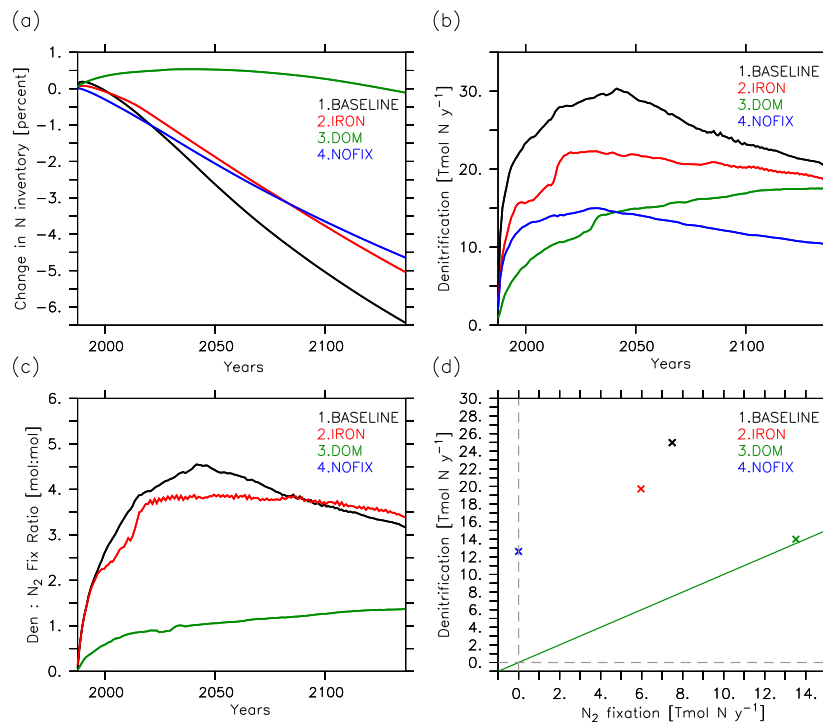 (a)
Change in N inventory [percent]
1.
0.
−1.
−2.
−3.
−4.
−5.
−6.
1.BASELINE
2.IRON
3.DOM
4.NOFIX
2000 2050 2100
Years
(b)
Denitrification [Tmol N y⁻¹]
30.
20.
10.
0.
1.BASELINE
2.IRON
3.DOM
4.NOFIX
2000 2050 2100
Years
(c)
Den : N₂ Fix Ratio [mol:mol]
6.
5.
4.
3.
2.
1.
0.
1.BASELINE
2.IRON
3.DOM
4.NOFIX
2000 2050 2100
Years
(d)
Denitrification [Tmol N y⁻¹]
30.
28.
26.
24.
22.
20.
18.
16.
14.
12.
10.
8.
6.
4.
2.
0.
1.BASELINE
2.IRON
3.DOM
4.NOFIX
0. 2. 4. 6. 8. 10. 12. 14.
N₂ fixation [Tmol N y⁻¹]